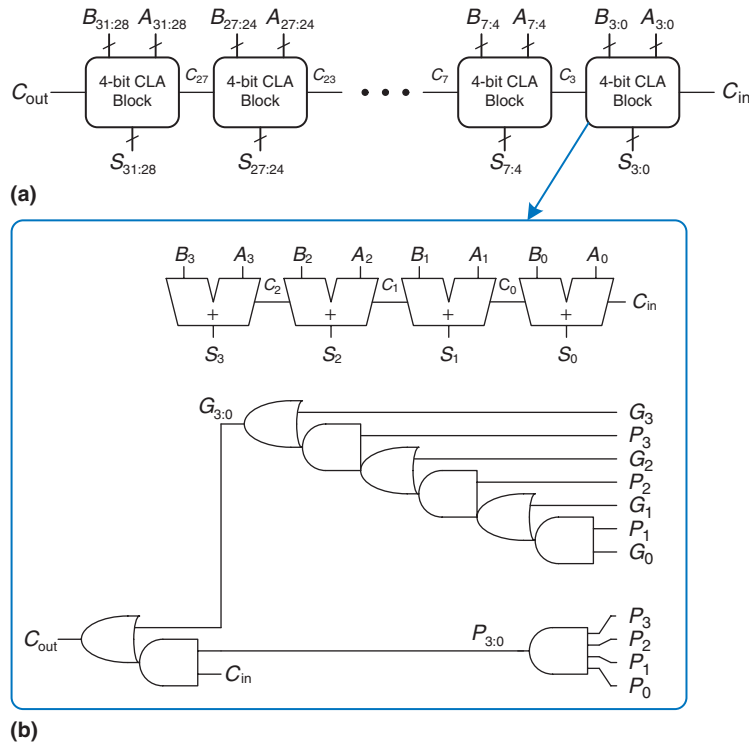 B31:28 A31:28 B27:24 A27:24 B7:4 A7:4 B3:0 A3:0
Cout 4-bit CLA Block C27 4-bit CLA Block C23 • • • C7 4-bit CLA Block C3 4-bit CLA Block Cin
S31:28 S27:24 S7:4 S3:0
(a)
B3 A3 B2 A2 B1 A1 B0 A0
C2 C1 C0 Cin
+ + + +
S3 S2 S1 S0
G3:0 G3
P3
G2
P2
G1
P1
G0
Cout P3:0 P3
P2
Cin P1
P0
(b)